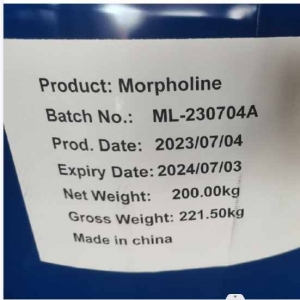 Product: Morpholine
Batch No.: ML-230704A
Prod. Date: 2023/07/04
Expiry Date: 2024/07/03
Net Weight: 200.00kg
Gross Weight: 221.50kg
Made in china